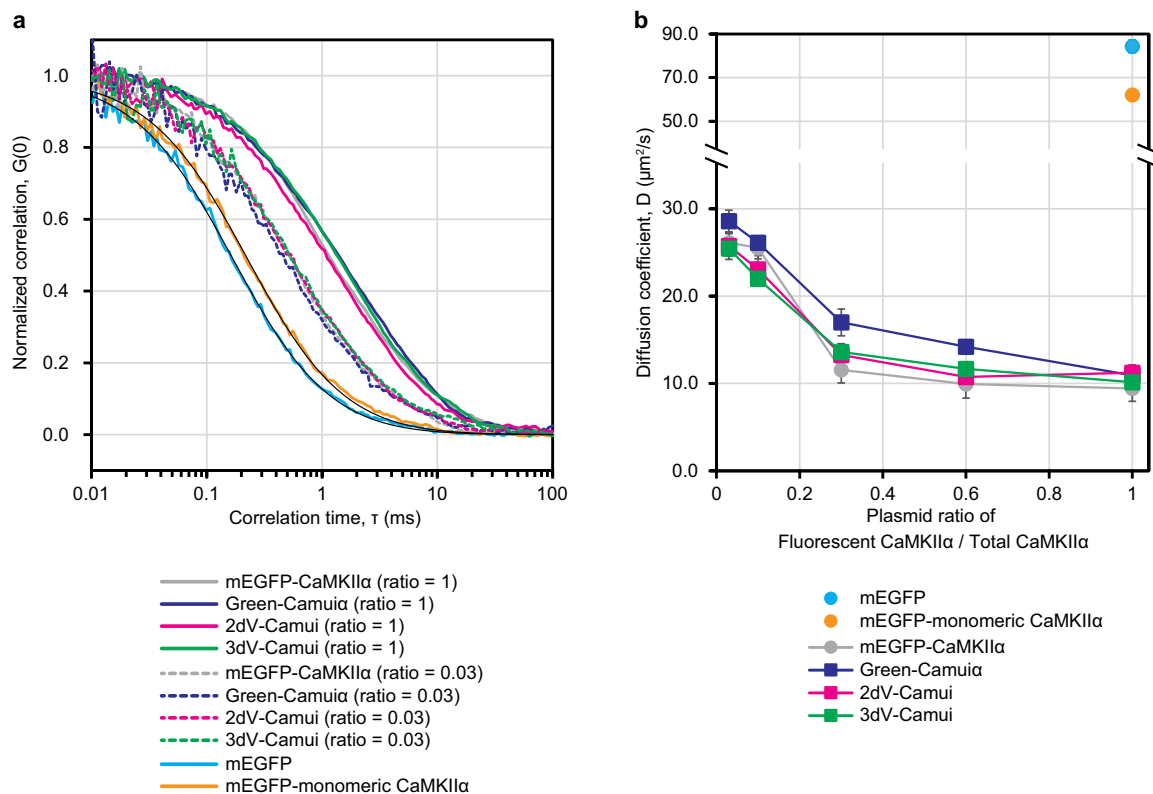 a
Normalized correlation, G(0)
1.0
0.8
0.6
0.4
0.2
0.0
0.01 0.1 1 10 100
Correlation time, τ (ms)
mEGFP-CaMKIIα (ratio = 1)
Green-Camuiα (ratio = 1)
2dV-Camui (ratio = 1)
3dV-Camui (ratio = 1)
mEGFP-CaMKIIα (ratio = 0.03)
Green-Camuiα (ratio = 0.03)
2dV-Camui (ratio = 0.03)
3dV-Camui (ratio = 0.03)
mEGFP
mEGFP-monomeric CaMKIIα
b
Diffusion coefficient, D (μm²/s)
90.0
70.0
50.0
30.0
20.0
10.0
0.0
0 0.2 0.4 0.6 0.8 1
Plasmid ratio of
Fluorescent CaMKIIα / Total CaMKIIα
mEGFP
mEGFP-monomeric CaMKIIα
mEGFP-CaMKIIα
Green-Camuiα
2dV-Camui
3dV-Camui